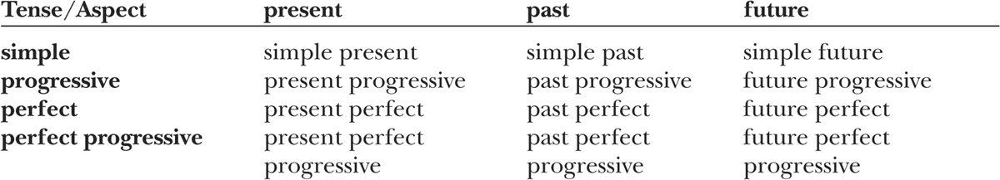 Tense/Aspect present past future
simple simple present simple past simple future
progressive present progressive past progressive future progressive
perfect present perfect past perfect future perfect
perfect progressive present perfect past perfect future perfect
progressive progressive progressive